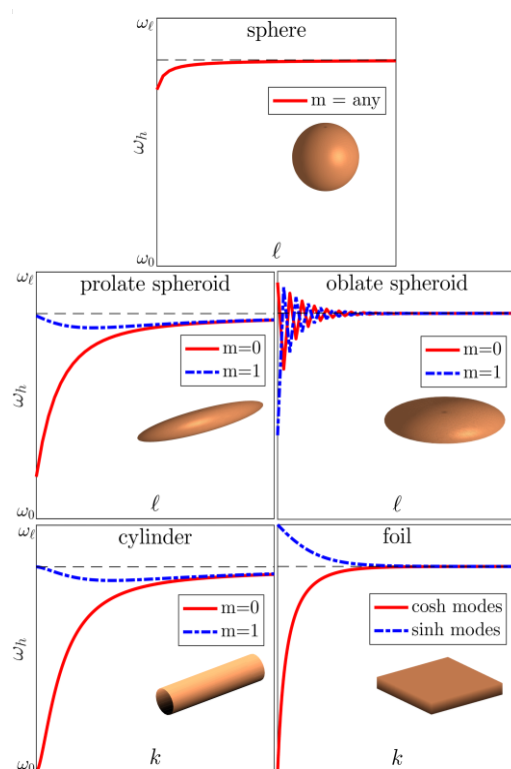 ω_ℓ
sphere
m = any
ω_h
ω_0
ℓ
ω_ℓ
prolate spheroid
oblate spheroid
m=0
m=1
m=0
m=1
ω_h
ω_0
ℓ
ℓ
ω_ℓ
cylinder
foil
m=0
m=1
cosh modes
sinh modes
ω_h
ω_0
k
k